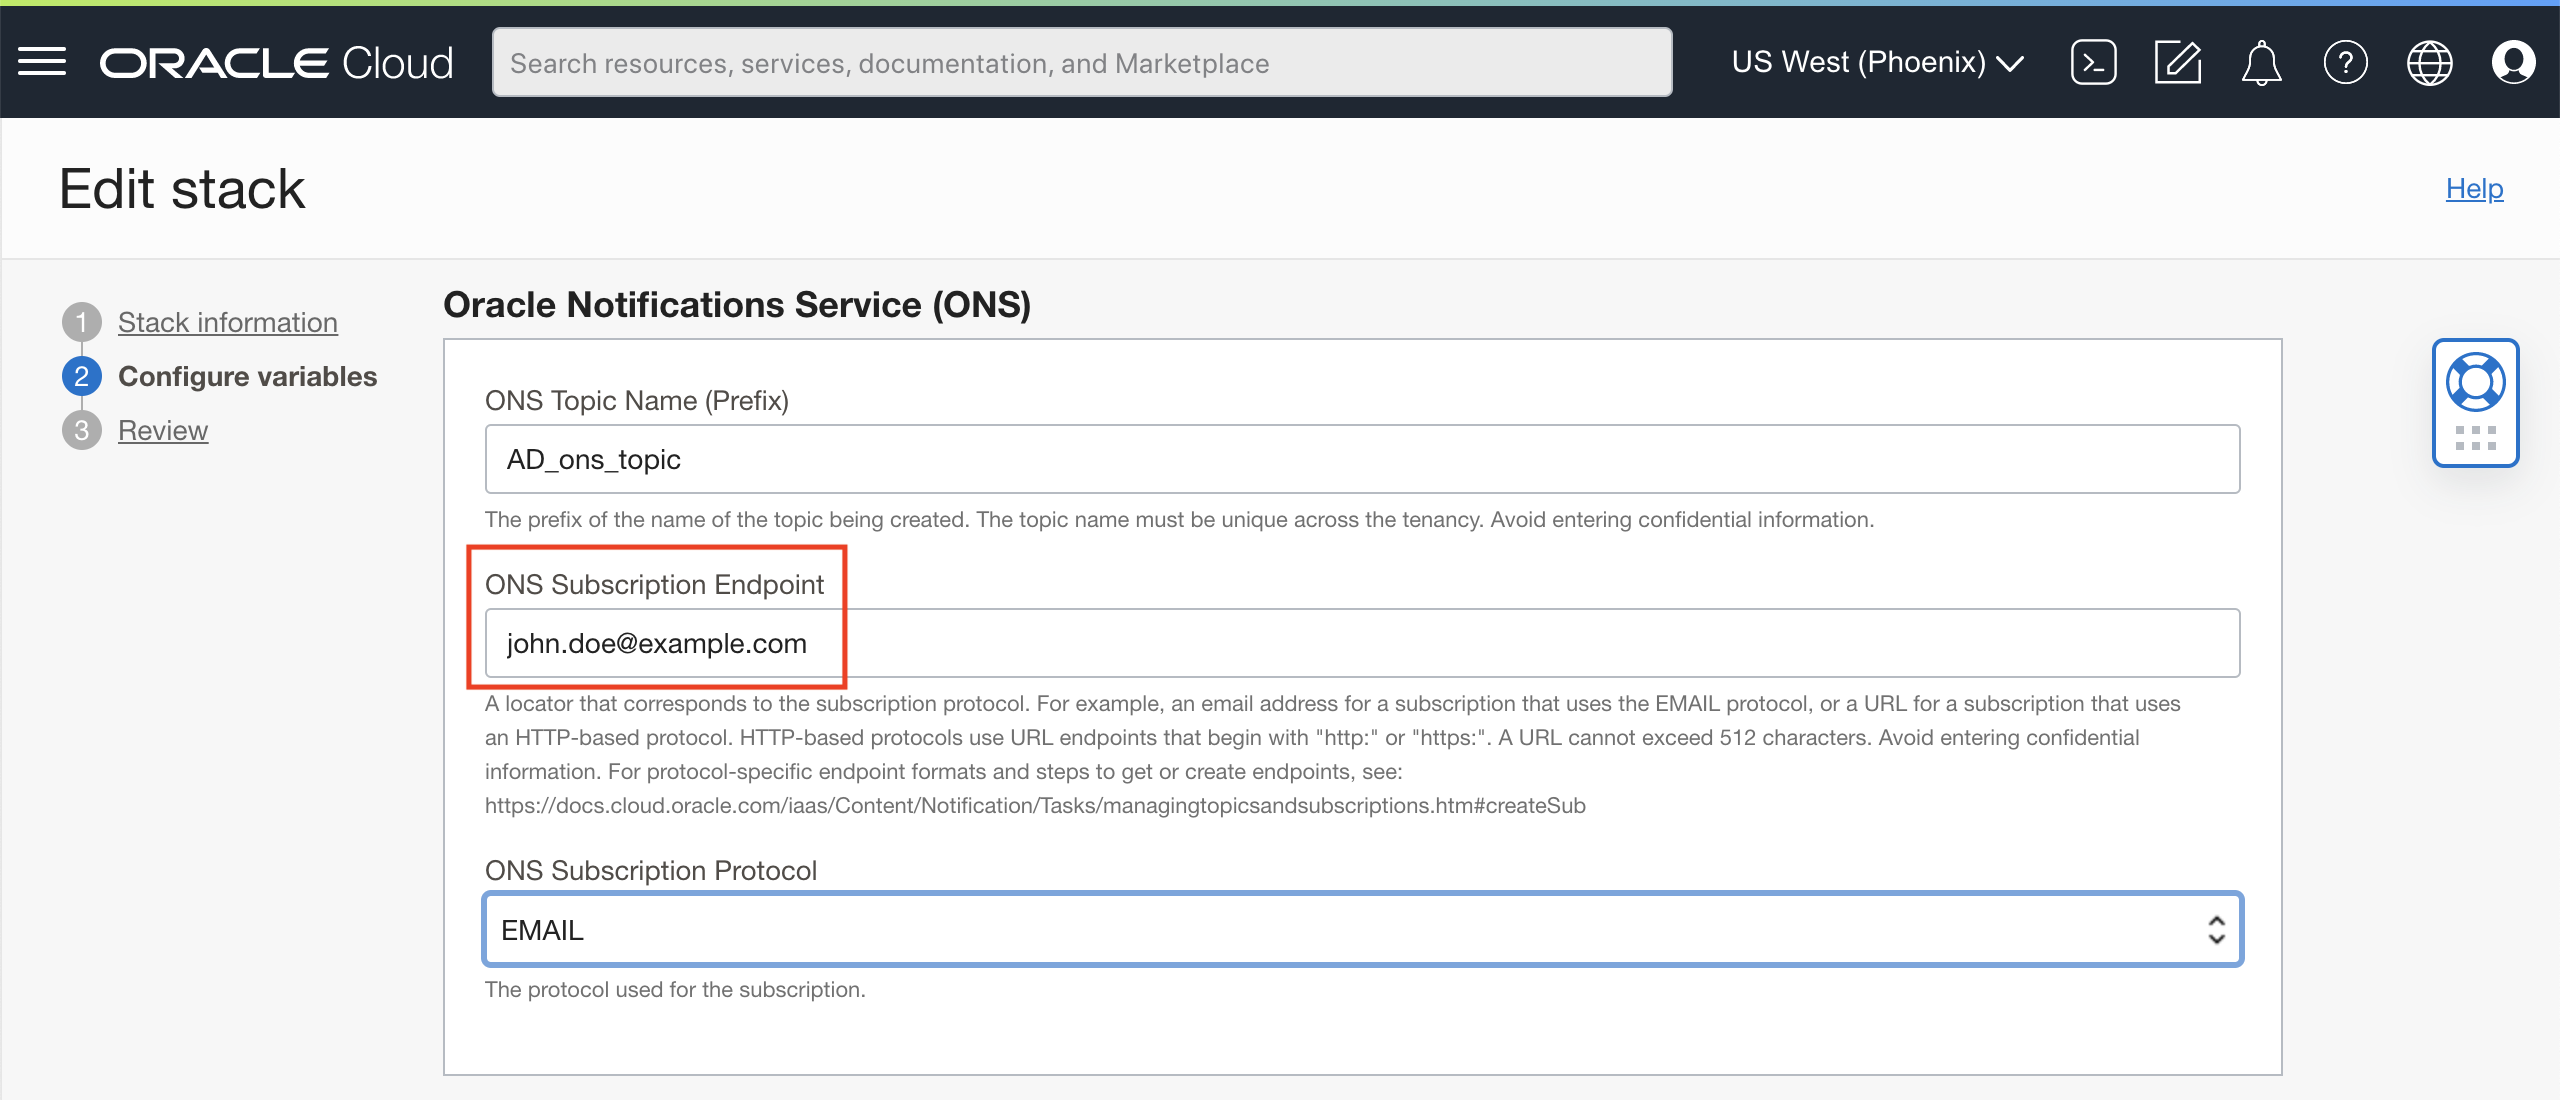 ORACLE Cloud
Search resources, services, documentation, and Marketplace
US West (Phoenix)
Edit stack
Help
1 Stack information
2 Configure variables
3 Review
Oracle Notifications Service (ONS)
ONS Topic Name (Prefix)
AD_ons_topic
The prefix of the name of the topic being created. The topic name must be unique across the tenancy. Avoid entering confidential information.
ONS Subscription Endpoint
john.doe@example.com
A locator that corresponds to the subscription protocol. For example, an email address for a subscription that uses the EMAIL protocol, or a URL for a subscription that uses
an HTTP-based protocol. HTTP-based protocols use URL endpoints that begin with "http:" or "https:". A URL cannot exceed 512 characters. Avoid entering confidential
information. For protocol-specific endpoint formats and steps to get or create endpoints, see:
https://docs.cloud.oracle.com/iaas/Content/Notification/Tasks/managingtopicsandsubscriptions.htm#createSub
ONS Subscription Protocol
EMAIL
The protocol used for the subscription.